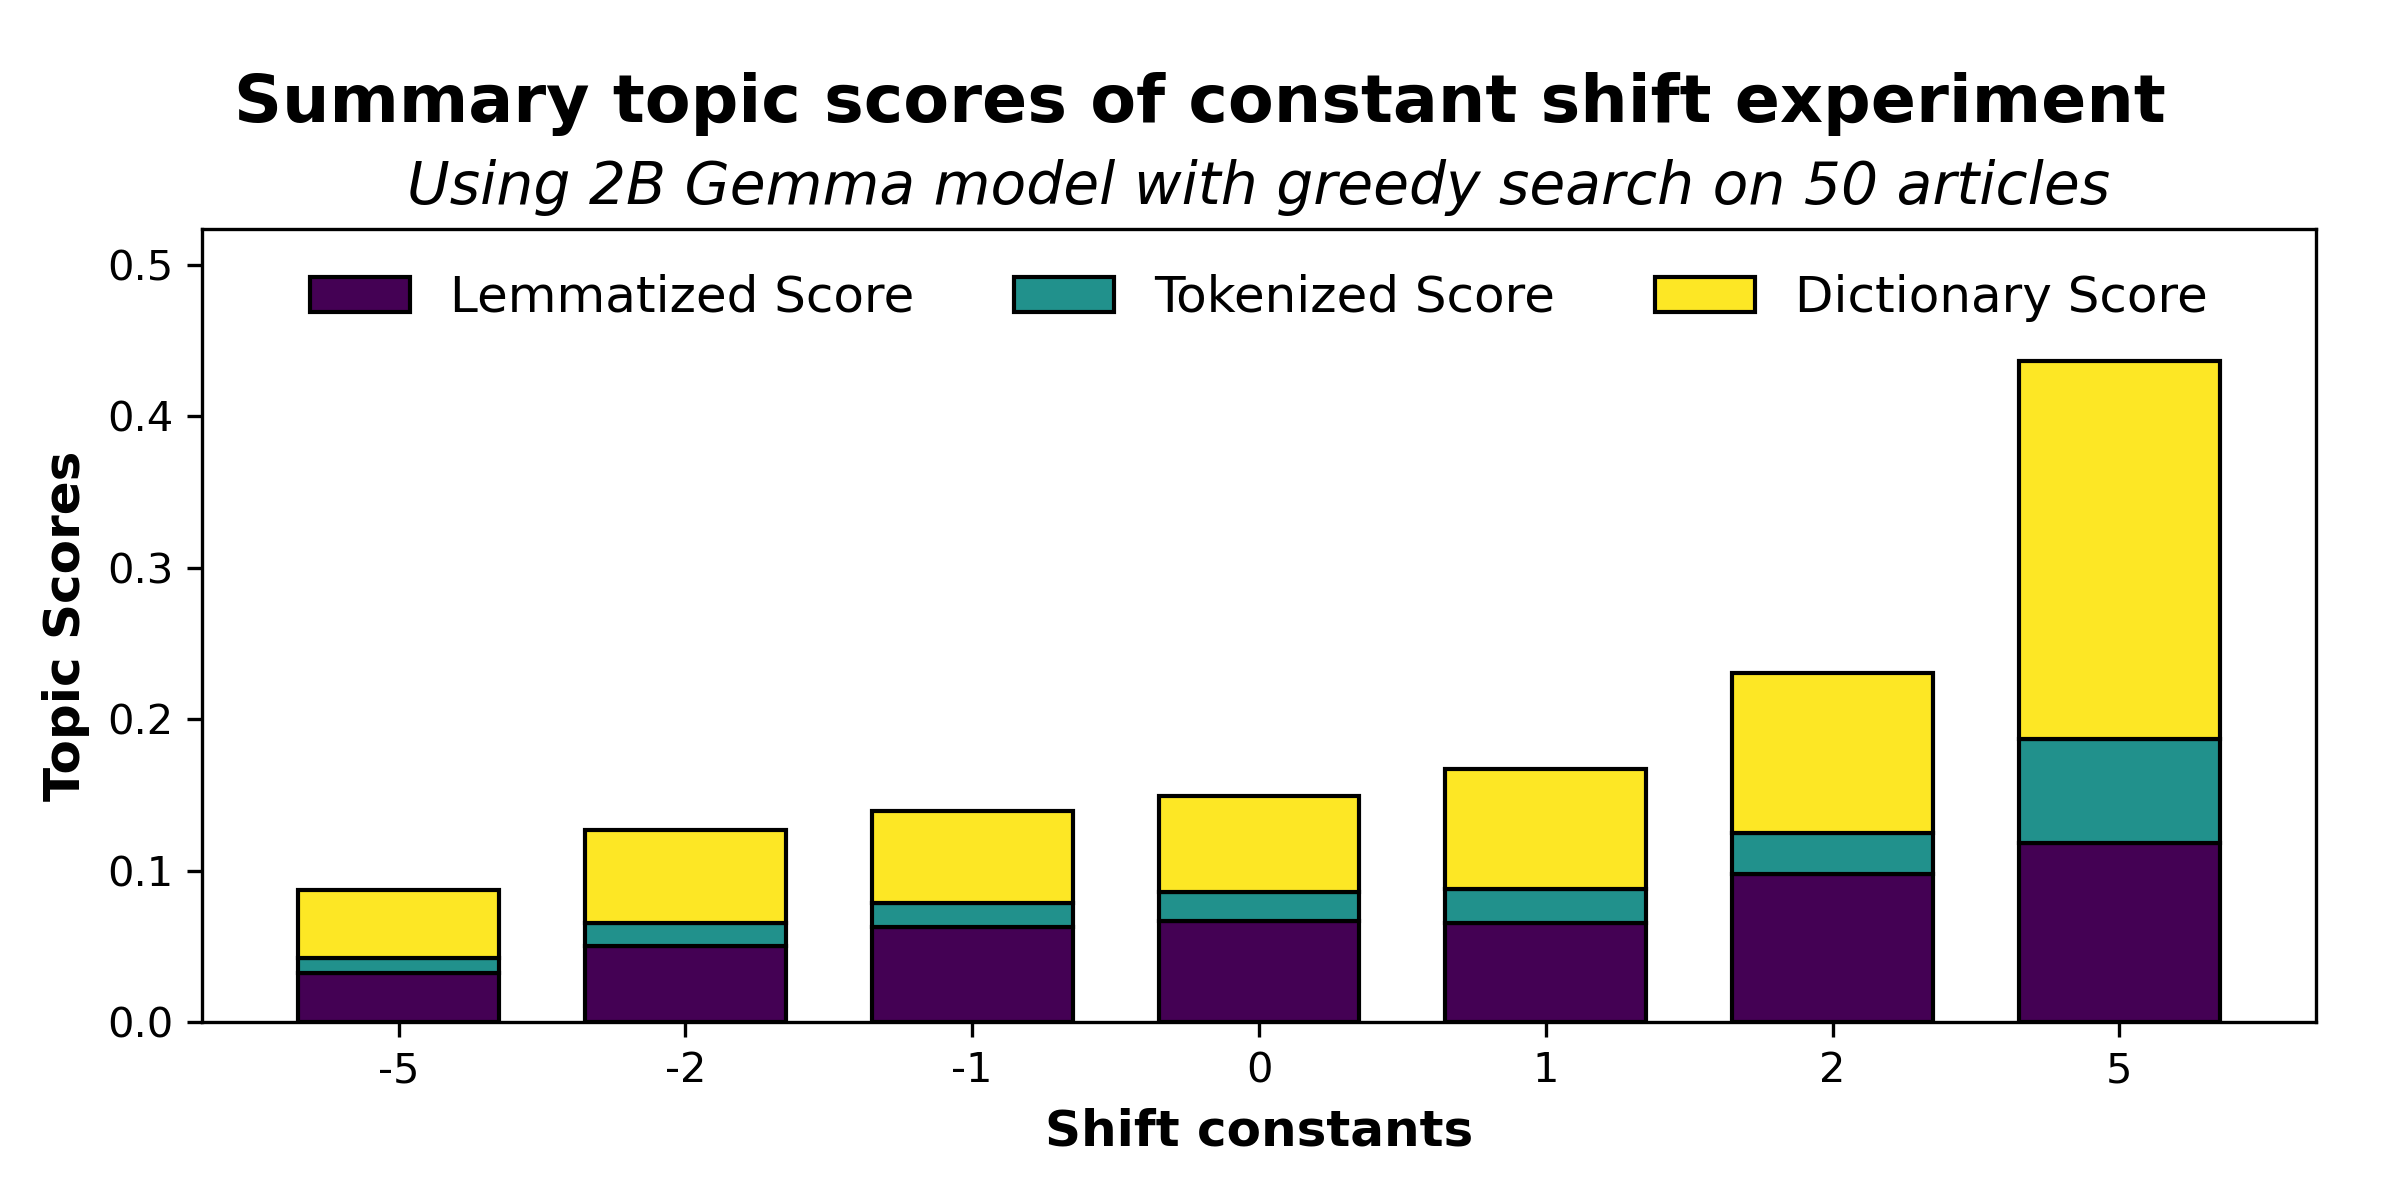 Summary topic scores of constant shift experiment
Using 2B Gemma model with greedy search on 50 articles
Lemmatized Score Tokenized Score Dictionary Score
Topic Scores
0.5
0.4
0.3
0.2
0.1
0.0
-5 -2 -1 0 1 2 5
Shift constants